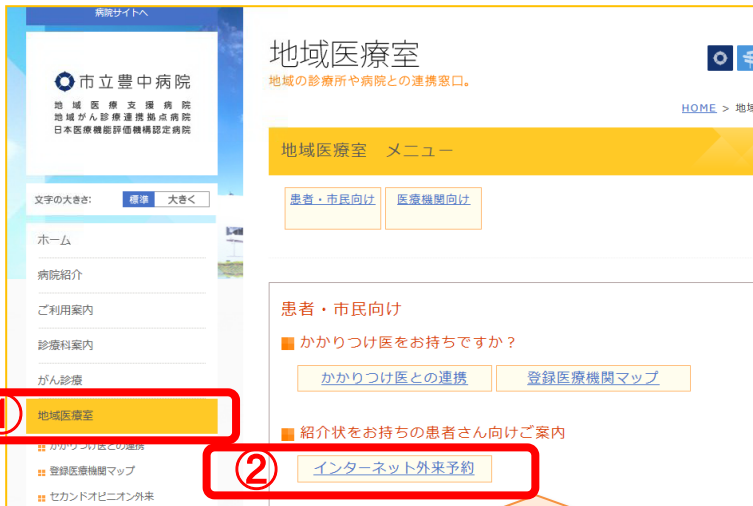 病院サイトへ
市立豊中病院
地域医療支援病院
地域がん診療連携拠点病院
日本医療機能評価機構認定病院
文字の大きさ: 標準 大きく
ホーム
病院紹介
ご利用案内
診療科案内
がん診療
①
地域医療室
かかりつけ医との連携
登録医療機関マップ
セカンドオピニオン外来
地域医療室
地域の診療所や病院との連携窓口。
HOME > 地域
地域医療室 メニュー
患者・市民向け 医療機関向け
患者・市民向け
かかりつけ医をお持ちですか？
かかりつけ医との連携 登録医療機関マップ
紹介状をお持ちの患者さん向けご案内
②
インターネット外来予約